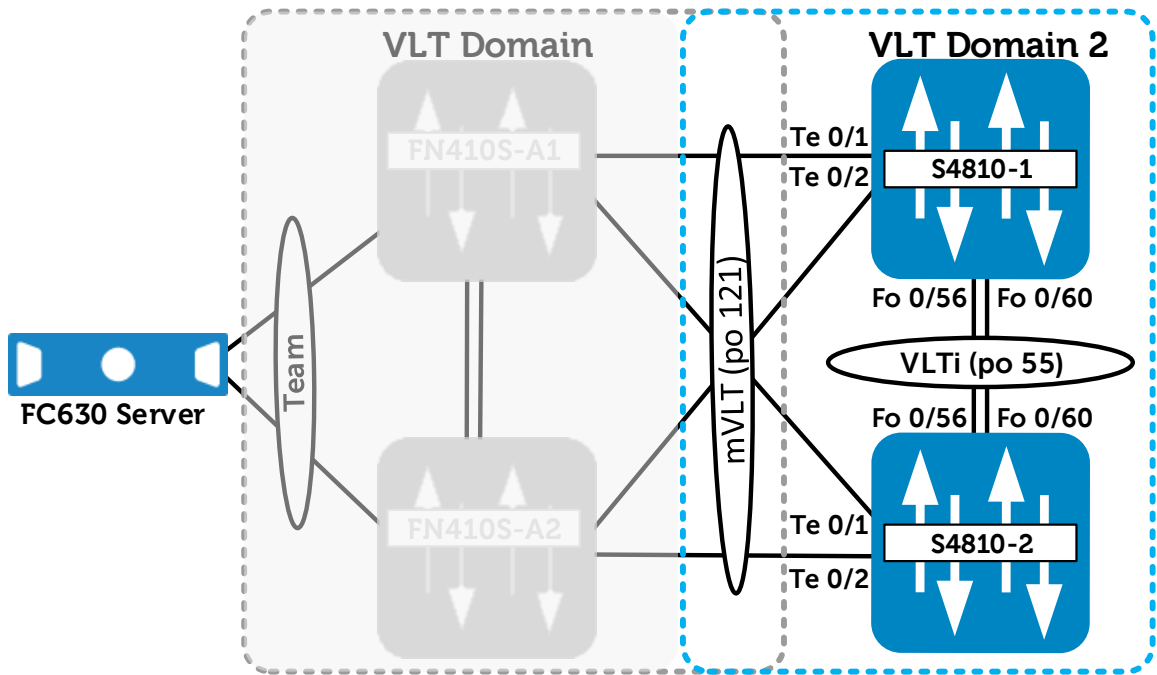 VLT Domain
VLT Domain 2
FN410S-A1
Te 0/1
Te 0/2
S4810-1
Fo 0/56
Fo 0/60
Team
mVLT (po 121)
VLTi (po 55)
FC630 Server
Fo 0/56
Fo 0/60
FN410S-A2
Te 0/1
Te 0/2
S4810-2